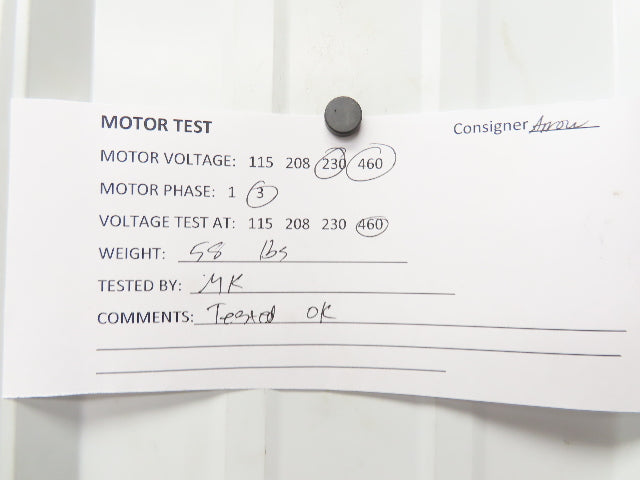 MOTOR TEST Consigner Arrow
MOTOR VOLTAGE: 115 208 230 460
MOTOR PHASE: 1 3
VOLTAGE TEST AT: 115 208 230 460
WEIGHT: 58 lbs
TESTED BY: MK
COMMENTS: Tested OK